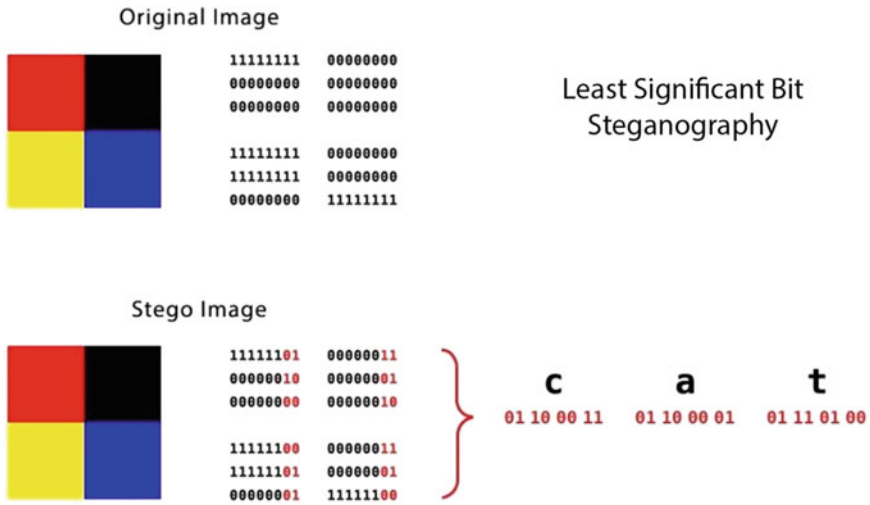 Original Image
11111111 00000000
00000000 00000000
00000000 00000000
11111111 00000000
11111111 00000000
00000000 11111111
Least Significant Bit
Steganography
Stego Image
11111101 00000011
00000010 00000001
00000000 00000010
11111100 00000011
11111101 00000001
00000001 11111100
c a t
01 10 00 11 01 10 00 01 01 11 01 00